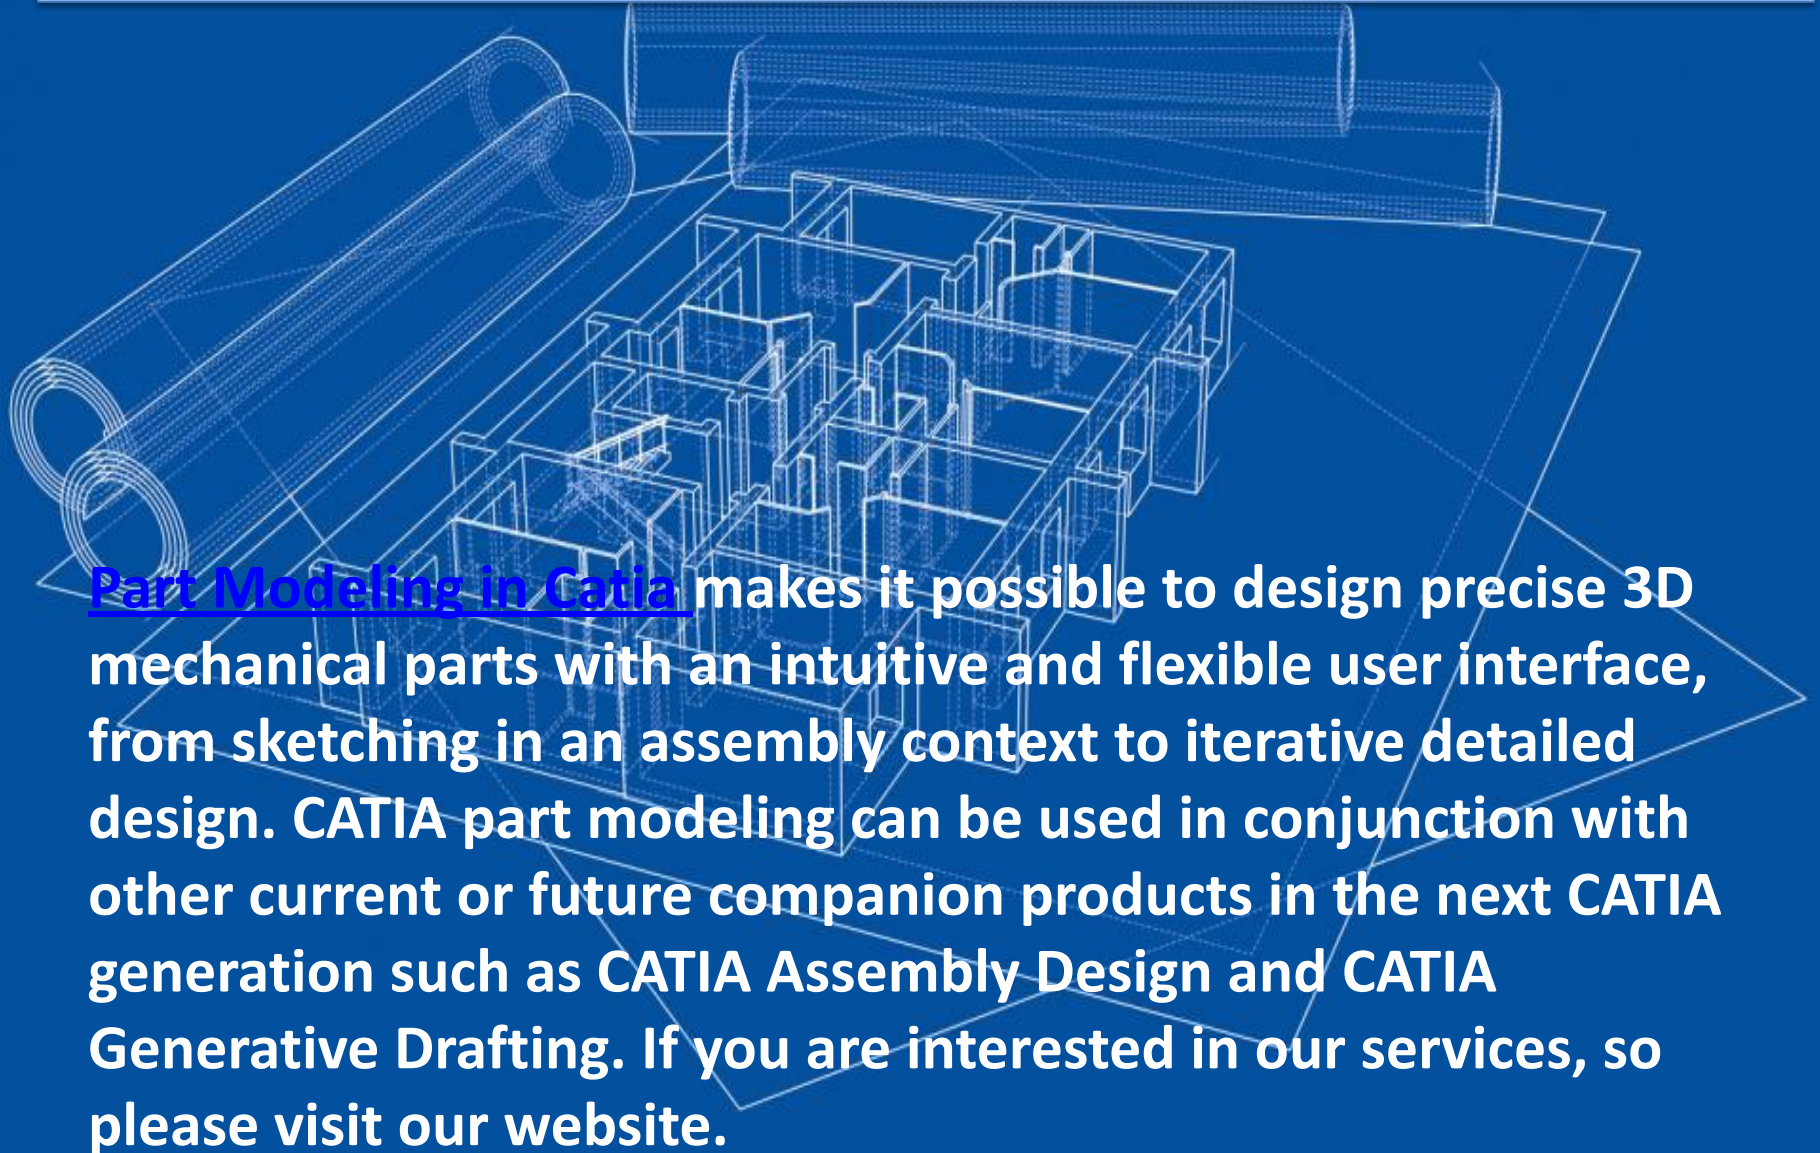 Part Modeling in Catia makes it possible to design precise 3D
mechanical parts with an intuitive and flexible user interface,
from sketching in an assembly context to iterative detailed
design. CATIA part modeling can be used in conjunction with
other current or future companion products in the next CATIA
generation such as CATIA Assembly Design and CATIA
Generative Drafting. If you are interested in our services, so
please visit our website.